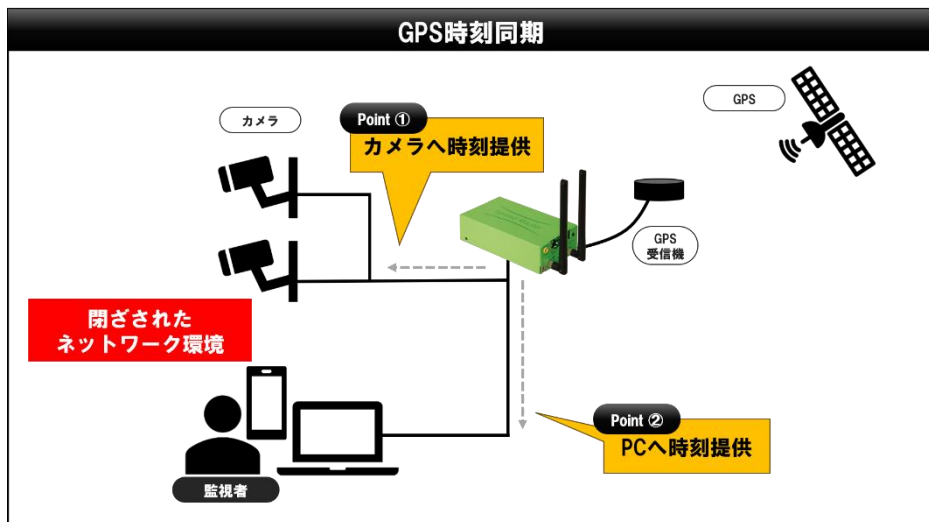 GPS時刻同期
GPS
カメラ
Point ①
カメラへ時刻提供
GPS
受信機
閉ざされた
ネットワーク環境
Point ②
PCへ時刻提供
監視者